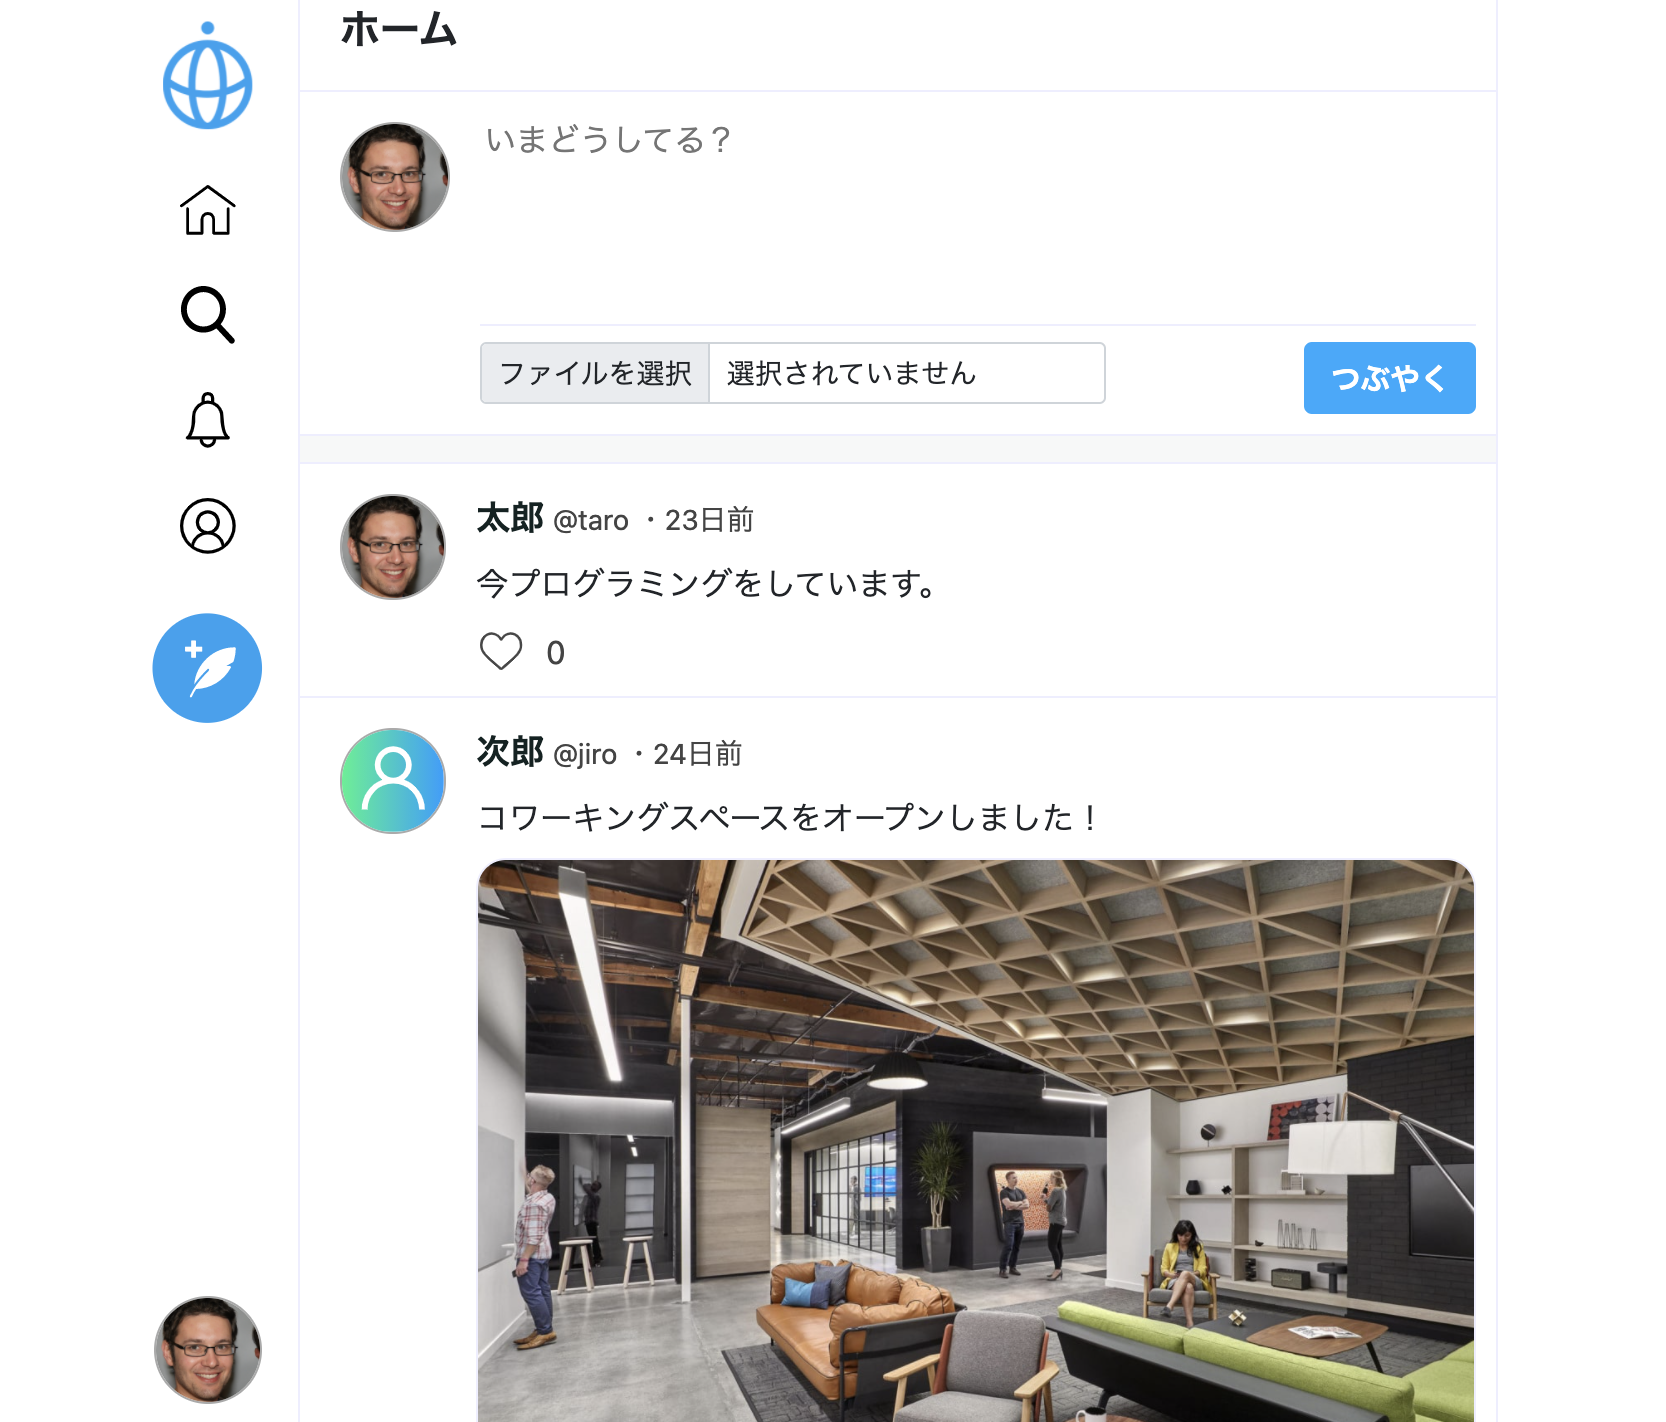 ホーム
いまどうしてる？
ファイルを選択 選択されていません
つぶやく
太郎 @taro ・23日前
今プログラミングをしています。
0
次郎 @jiro ・24日前
コワーキングスペースをオープンしました！